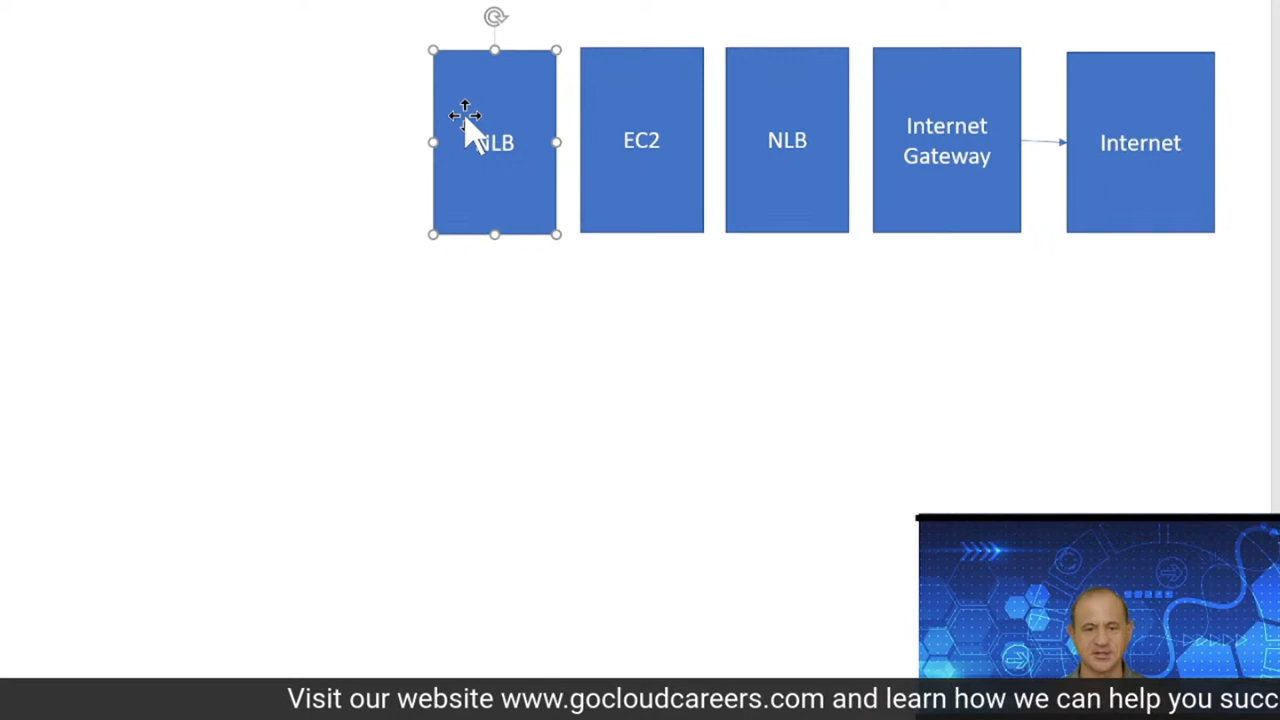 NLB
EC2
NLB
Internet
Gateway
Internet
Visit our website www.gocloudcareers.com and learn how we can help you succ